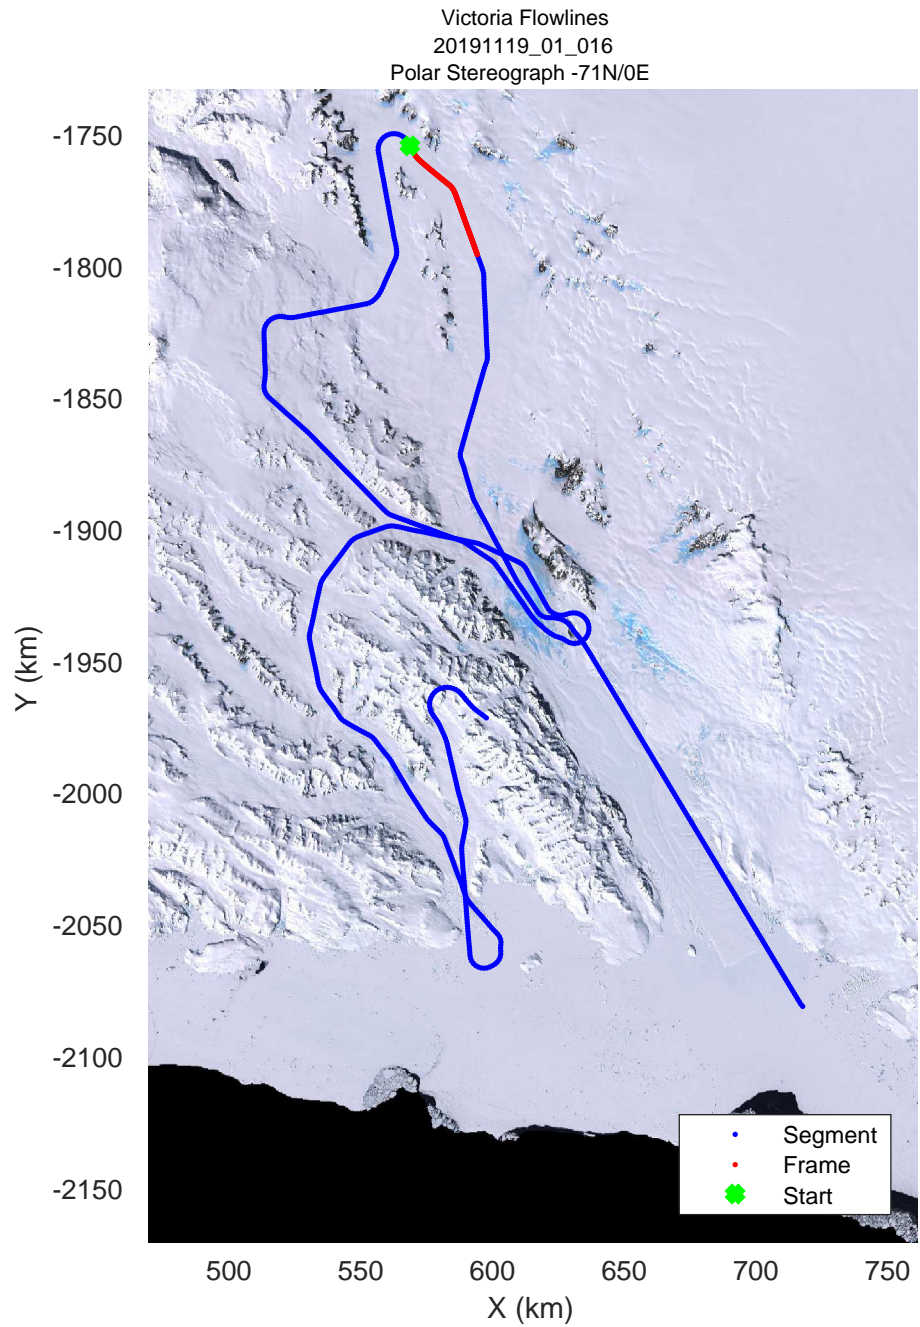 Victoria Flowlines
20191119_01_016
Polar Stereograph -71N/0E
-1750
-1800
-1850
-1900
-1950
-2000
-2050
-2100
-2150
Y (km)
Segment
Frame
Start
500
550
600
650
700
750
X (km)